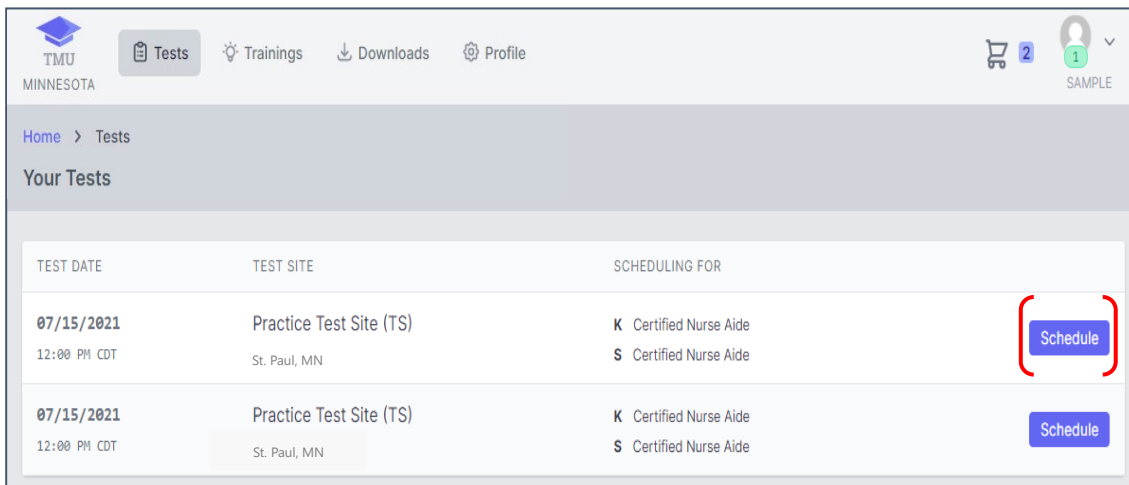 TMU
MINNESOTA
Tests Trainings Downloads Profile
2
1
SAMPLE
Home > Tests
Your Tests
TEST DATE TEST SITE SCHEDULING FOR
07/15/2021 Practice Test Site (TS) K Certified Nurse Aide Schedule
12:00 PM CDT St. Paul, MN S Certified Nurse Aide
07/15/2021 Practice Test Site (TS) K Certified Nurse Aide Schedule
12:00 PM CDT St. Paul, MN S Certified Nurse Aide